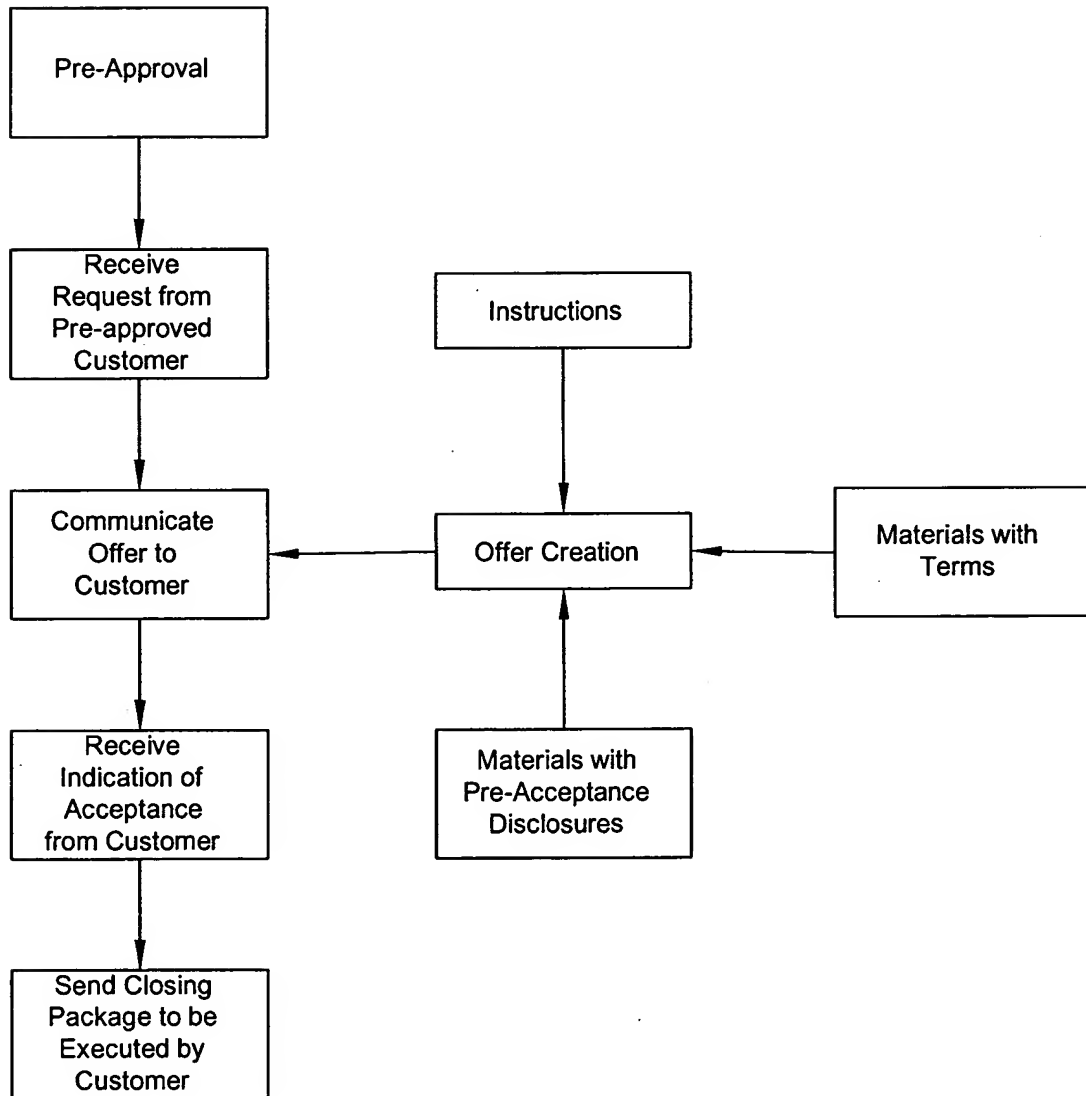 Pre-Approval
Receive
Request from
Pre-approved
Customer
Instructions
Communicate
Offer to
Customer
Offer Creation
Materials with
Terms
Receive
Indication of
Acceptance
from Customer
Materials with
Pre-Acceptance
Disclosures
Send Closing
Package to be
Executed by
Customer